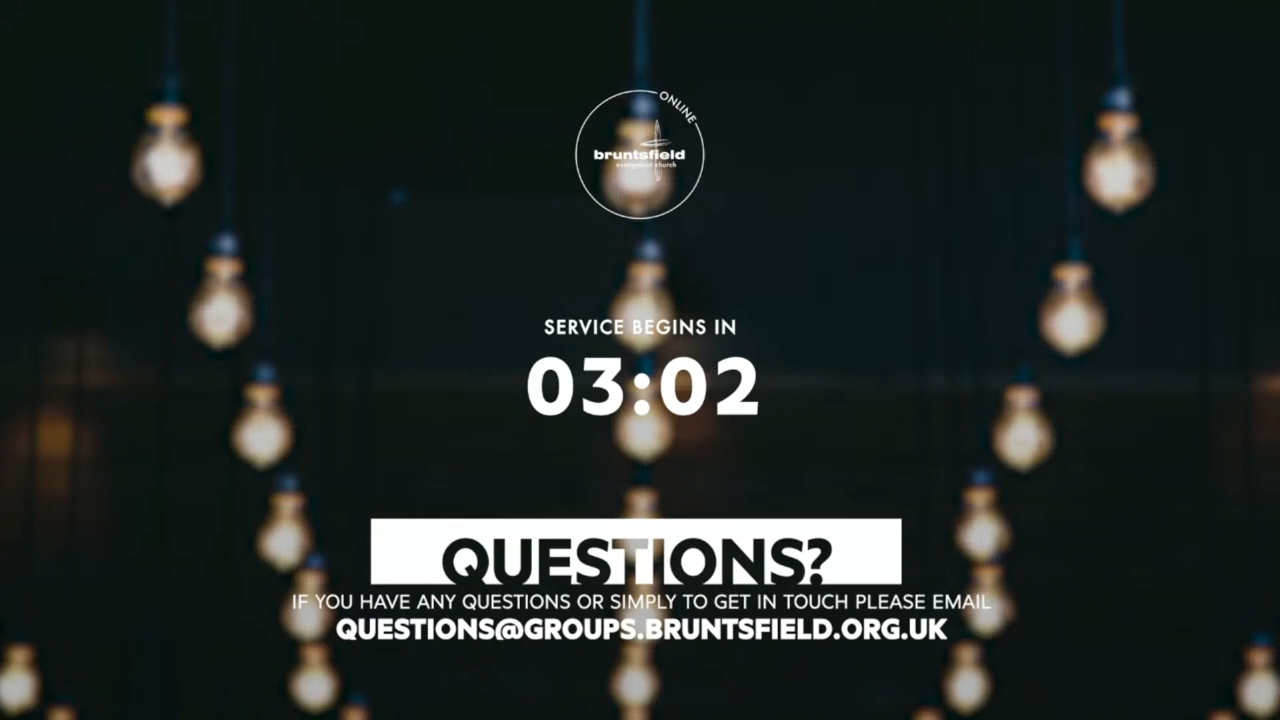 ONLINE
bruntsfield
evangelical church
SERVICE BEGINS IN
03:02
QUESTIONS?
IF YOU HAVE ANY QUESTIONS OR SIMPLY TO GET IN TOUCH PLEASE EMAIL
QUESTIONS@GROUPS.BRUNTSFIELD.ORG.UK